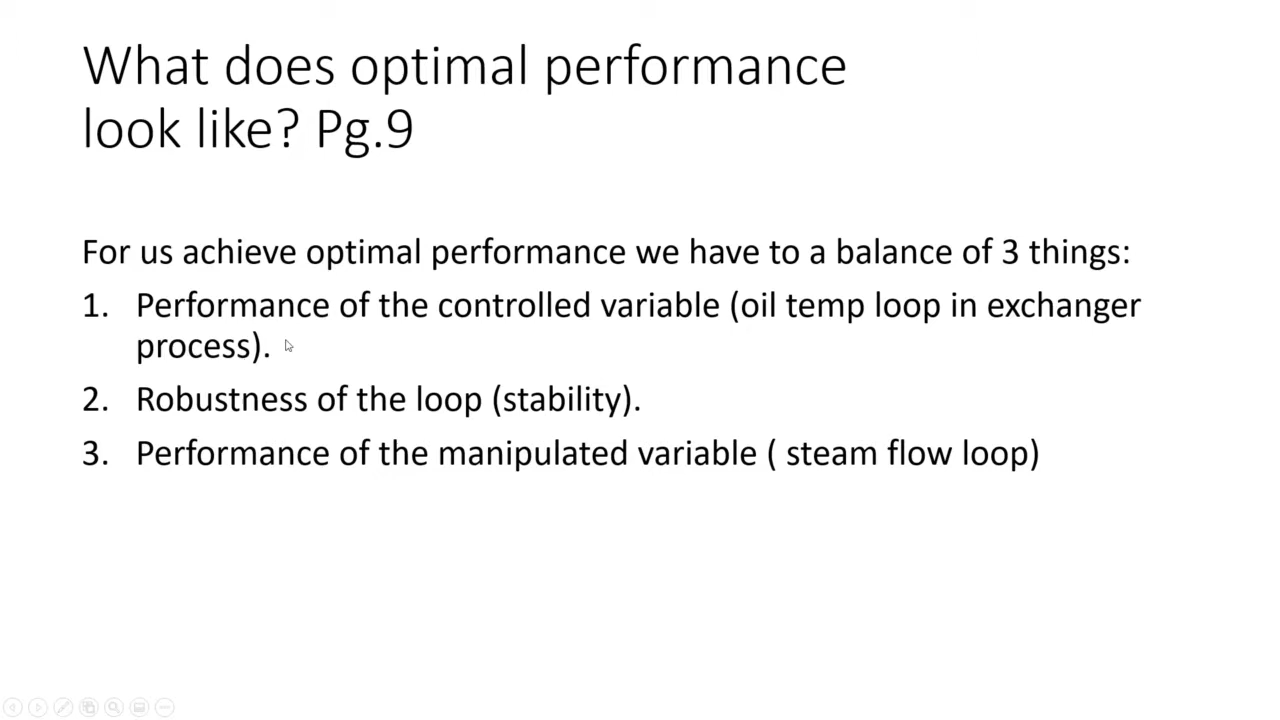 What does optimal performance
look like? Pg.9
For us achieve optimal performance we have to a balance of 3 things:
1. Performance of the controlled variable (oil temp loop in exchanger
process).
2. Robustness of the loop (stability).
3. Performance of the manipulated variable ( steam flow loop)